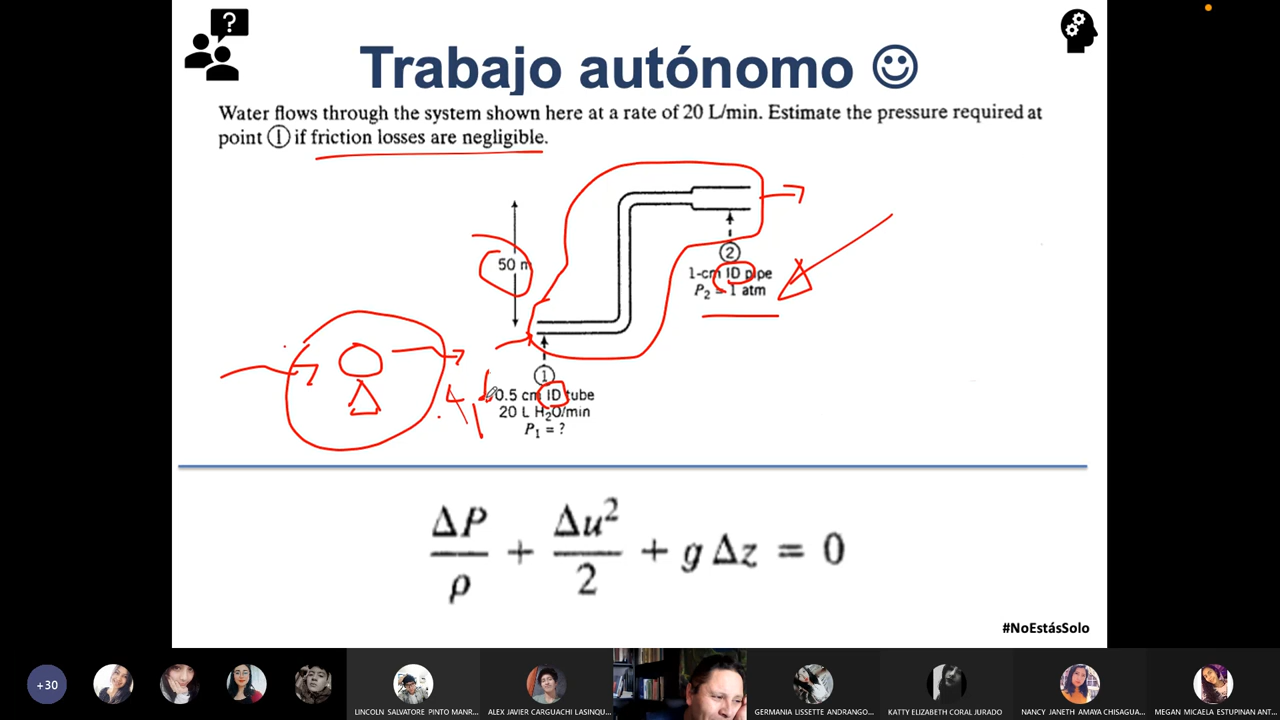 ?
Trabajo autónomo
Water flows through the system shown here at a rate of 20 L/min. Estimate the pressure required at
point ① if friction losses are negligible.
50 m
②
1-cm ID pipe
P₂ = 1 atm
①
0.5 cm ID tube
20 L H₂O/min
P₁ = ?
ΔP/ρ + Δu²/2 + g Δz = 0
#NoEstásSolo
+30
LINCOLN SALVATORE PINTO MANR...
ALEX JAVIER CARGUACHI LASINQU...
GERMANIA LISSETTE ANDRANGO...
KATTY ELIZABETH CORAL JURADO
NANCY JANETH AMAYA CHISAGUA...
MEGAN MICAELA ESTUPINAN ANT...